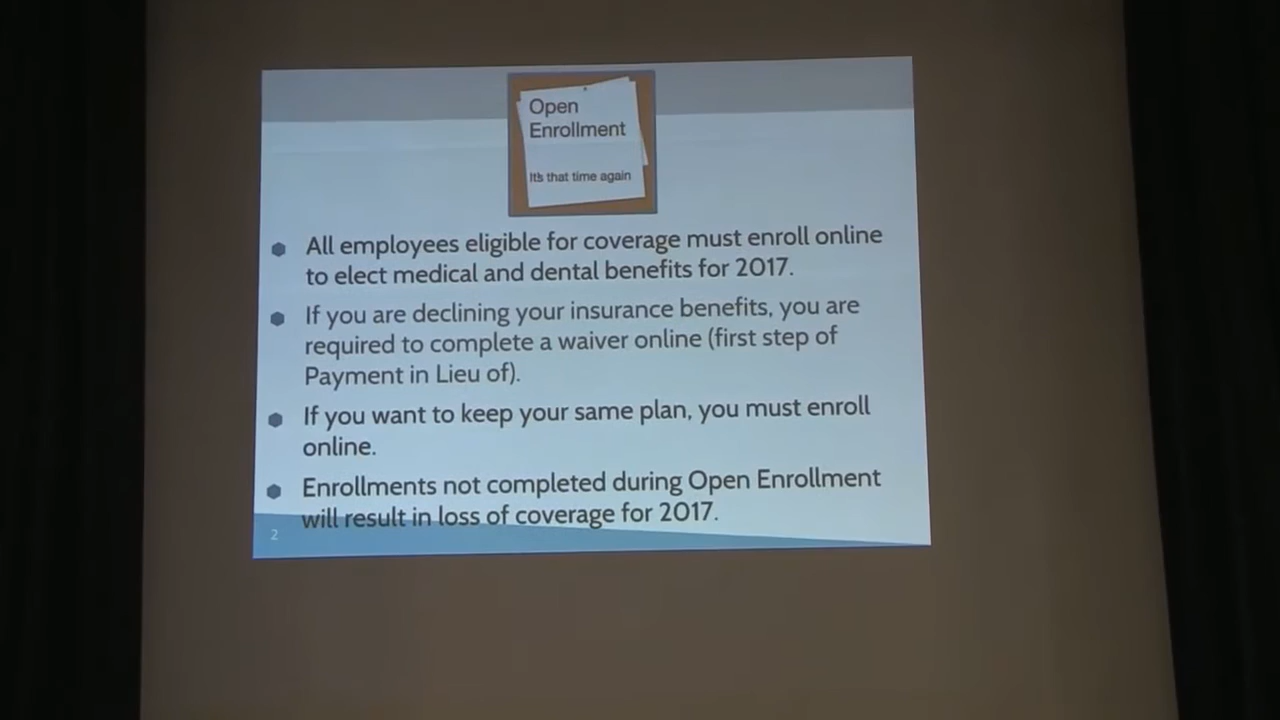 Open
Enrollment
It's that time again
All employees eligible for coverage must enroll online
to elect medical and dental benefits for 2017.
If you are declining your insurance benefits, you are
required to complete a waiver online (first step of
Payment in Lieu of).
If you want to keep your same plan, you must enroll
online.
Enrollments not completed during Open Enrollment
will result in loss of coverage for 2017.
2